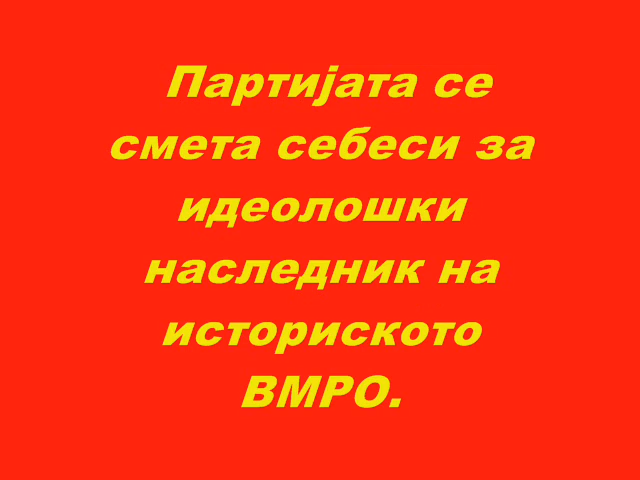 Партијата се
смета себеси за
идеолошки
наследник на
историското
ВМРО.